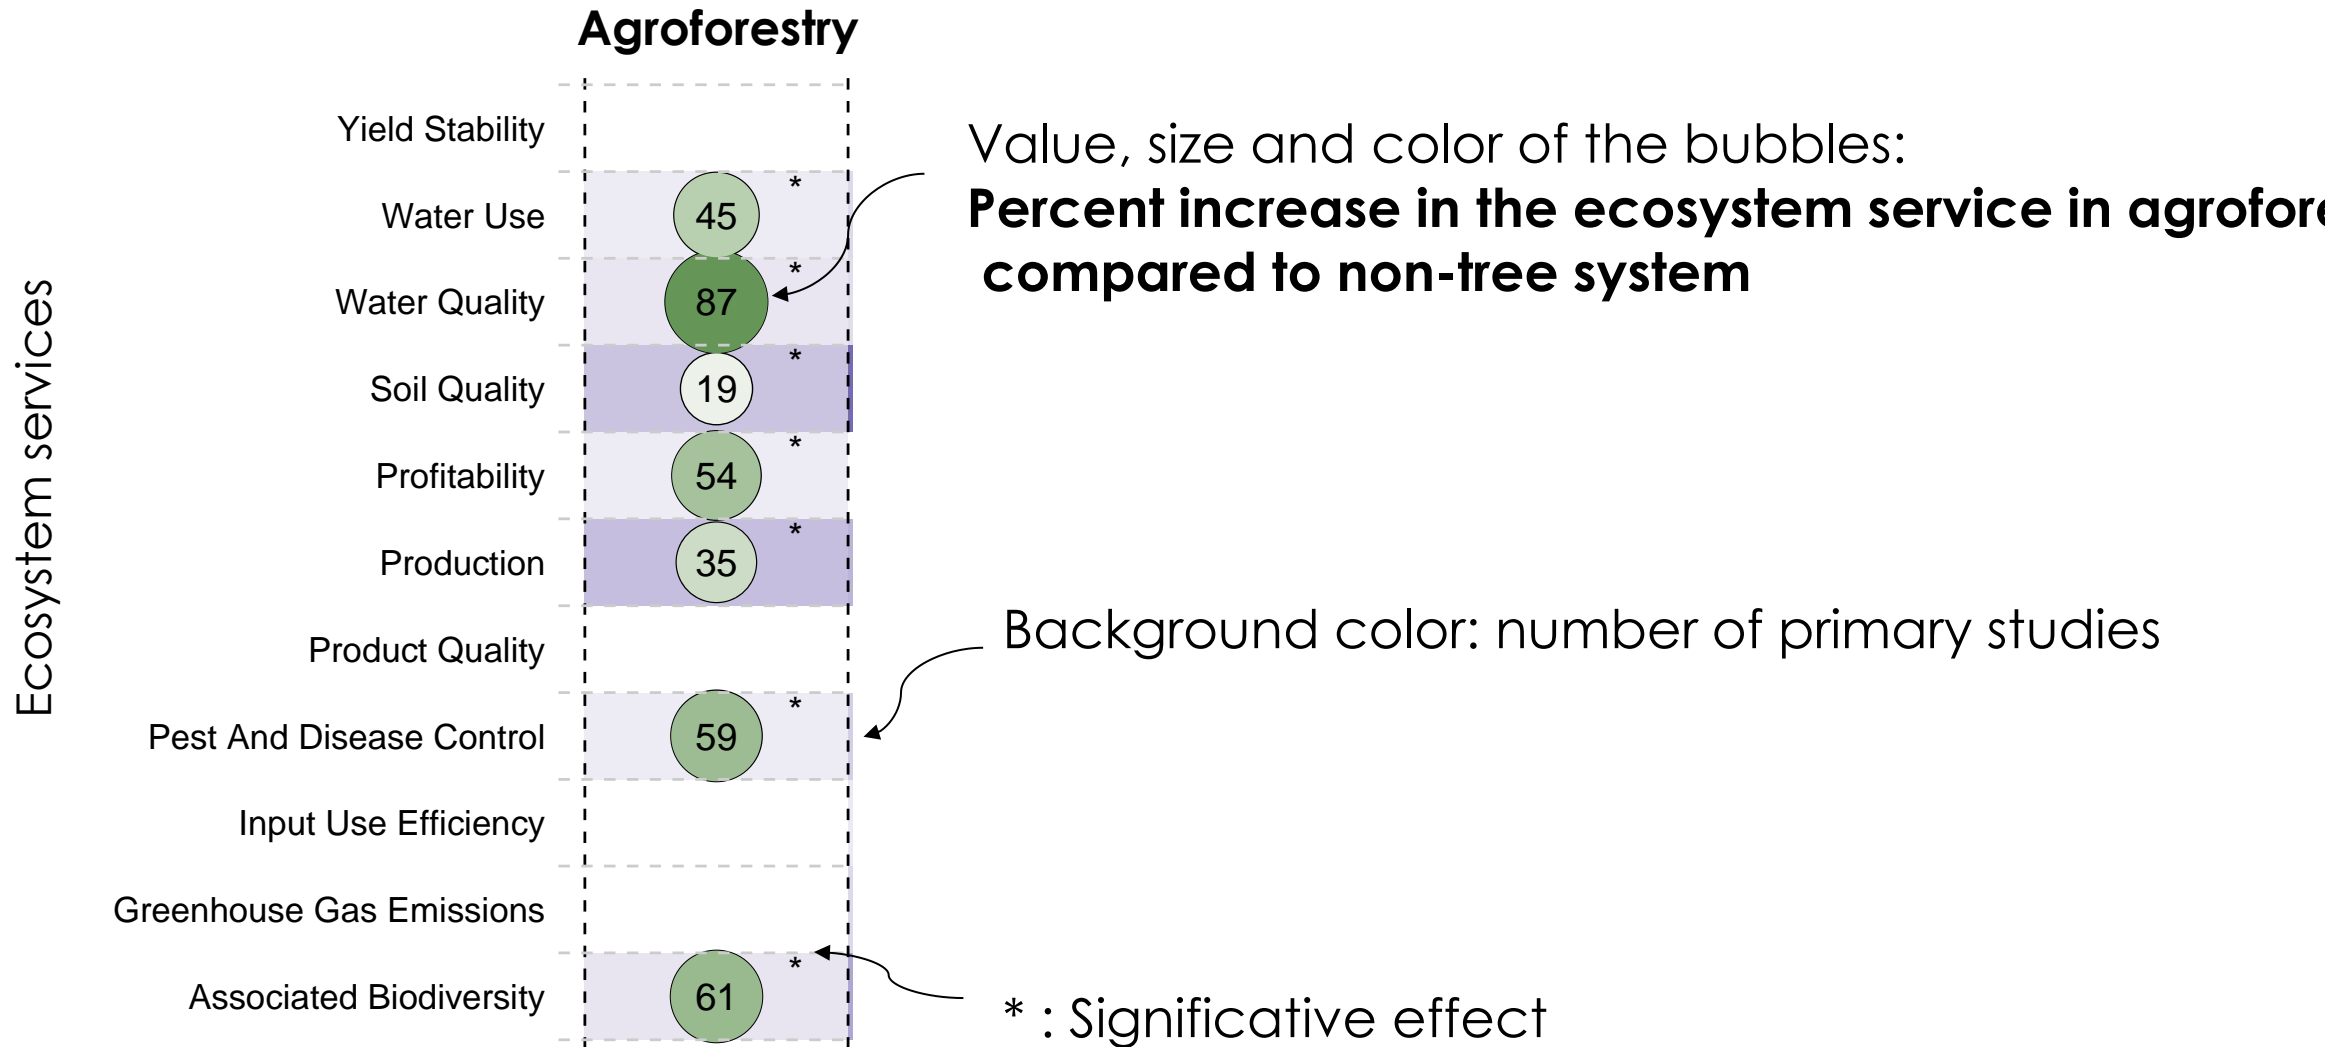 Agroforestry
Ecosystem services
Yield Stability
Water Use
45
*
Water Quality
87
*
Soil Quality
19
*
Profitability
54
*
Production
35
*
Product Quality
Pest And Disease Control
59
*
Input Use Efficiency
Greenhouse Gas Emissions
Associated Biodiversity
61
*
Value, size and color of the bubbles:
Percent increase in the ecosystem service in agrofor
compared to non-tree system
Background color: number of primary studies
* : Significative effect